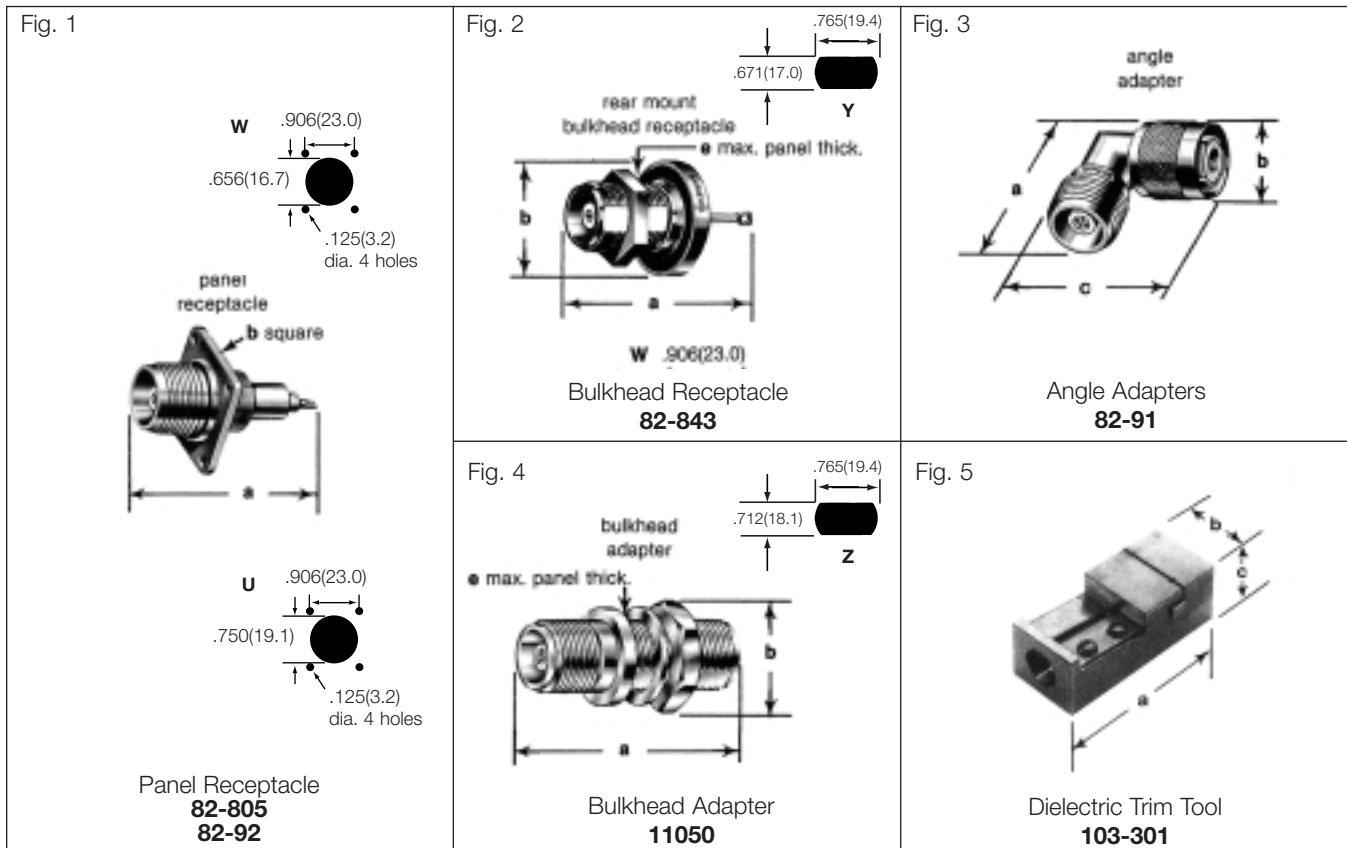 Fig. 1
W
.906(23.0)
.656(16.7)
.125(3.2)
dia. 4 holes
panel
receptacle
b square
a
U
.906(23.0)
.750(19.1)
.125(3.2)
dia. 4 holes
Panel Receptacle
82-805
82-92
Fig. 2
.765(19.4)
.671(17.0)
Y
rear mount
bulkhead receptacle
e max. panel thick.
b
a
W .906(23.0)
Bulkhead Receptacle
82-843
Fig. 3
angle
adapter
a
b
c
Angle Adapters
82-91
Fig. 4
.765(19.4)
.712(18.1)
Z
bulkhead
adapter
e max. panel thick.
b
a
Bulkhead Adapter
11050
Fig. 5
b
c
a
Dielectric Trim Tool
103-301